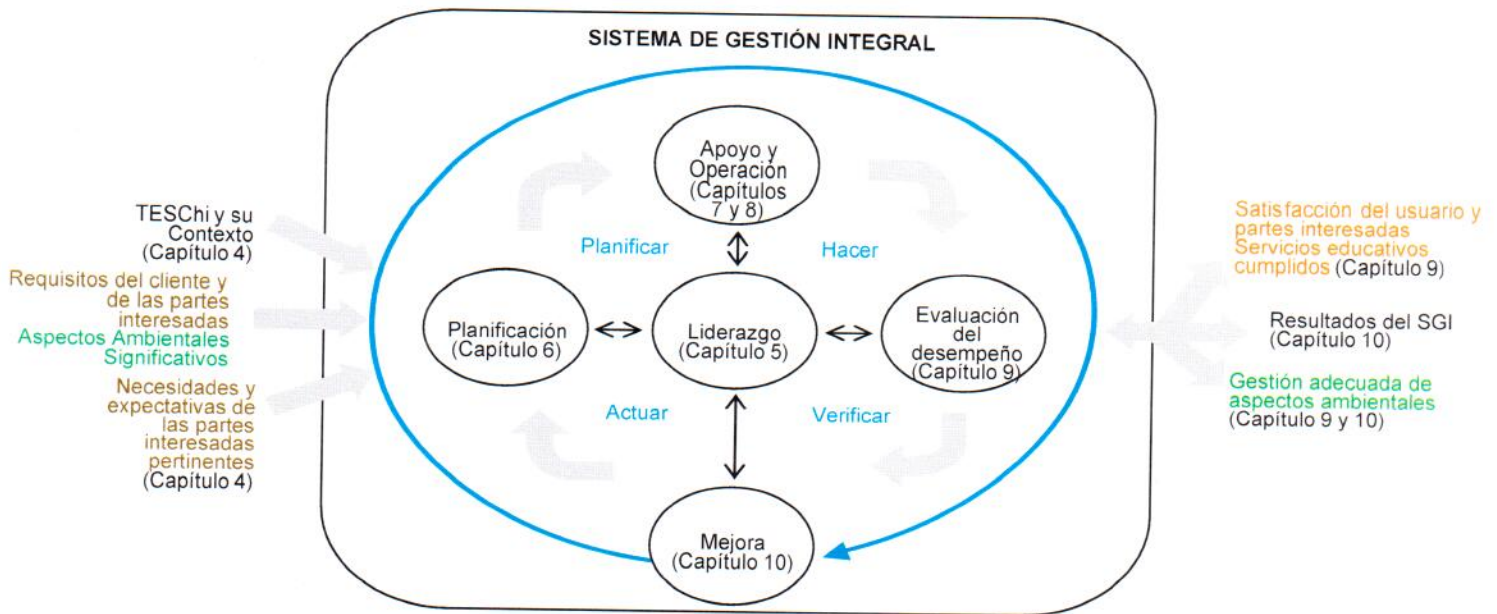 SISTEMA DE GESTIÓN INTEGRAL
TESChi y su
Contexto
(Capítulo 4)
Requisitos del cliente y
de las partes
interesadas
Aspectos Ambientales
Significativos
Necesidades y
expectativas de
las partes
interesadas
pertinentes
(Capítulo 4)
Apoyo y
Operación
(Capítulos
7 y 8)
Planificar
Hacer
Planificación
(Capítulo 6)
Liderazgo
(Capítulo 5)
Evaluación
del
desempeño
(Capítulo 9)
Actuar
Verificar
Mejora
(Capítulo 10)
Satisfacción del usuario y
partes interesadas
Servicios educativos
cumplidos (Capítulo 9)
Resultados del SGI
(Capítulo 10)
Gestión adecuada de
aspectos ambientales
(Capítulo 9 y 10)